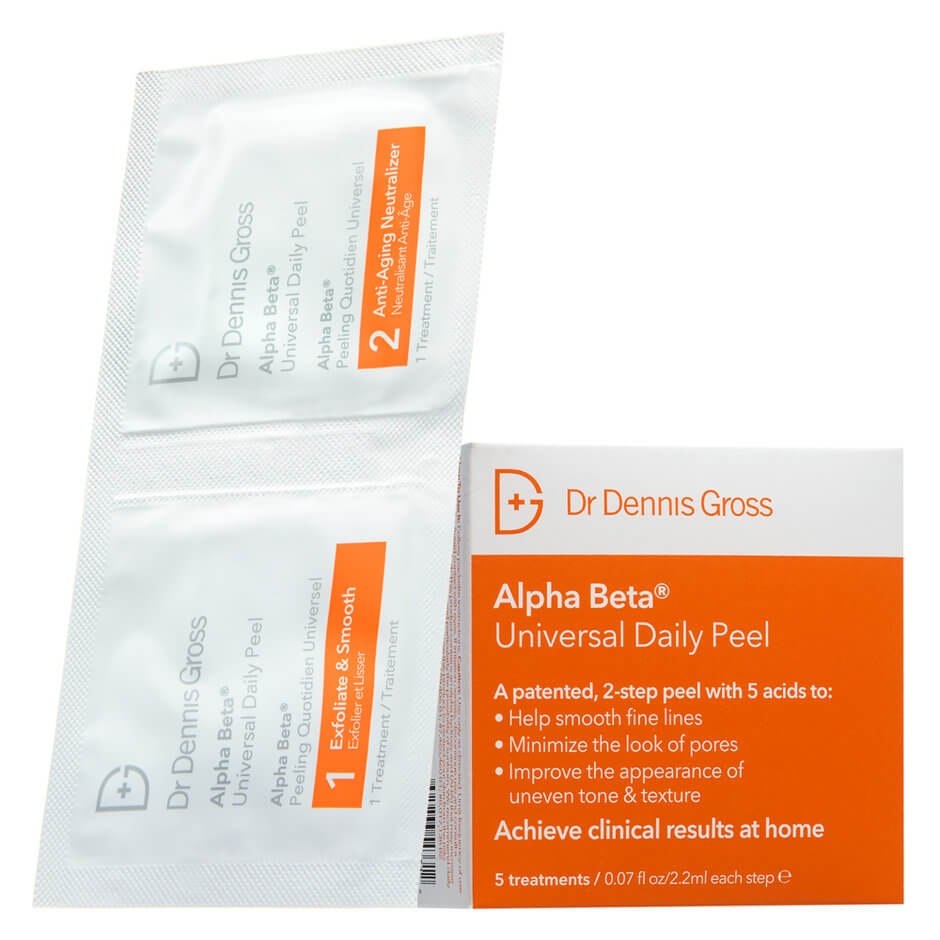 Dr Dennis Gross
Alpha Beta®
Universal Daily Peel
Alpha Beta®
Peeling Quotidien Universel
2 Anti-Aging Neutralizer
Neutralisant Anti-Âge
1 Treatment / Traitement
Dr Dennis Gross
Alpha Beta®
Universal Daily Peel
Alpha Beta®
Peeling Quotidien Universel
1 Exfoliate & Smooth
Exfolier et Lisser
1 Treatment / Traitement
Dr Dennis Gross
Alpha Beta®
Universal Daily Peel
A patented, 2-step peel with 5 acids to:
• Help smooth fine lines
• Minimize the look of pores
• Improve the appearance of
uneven tone & texture
Achieve clinical results at home
5 treatments / 0.07 fl oz/2.2ml each step ℮